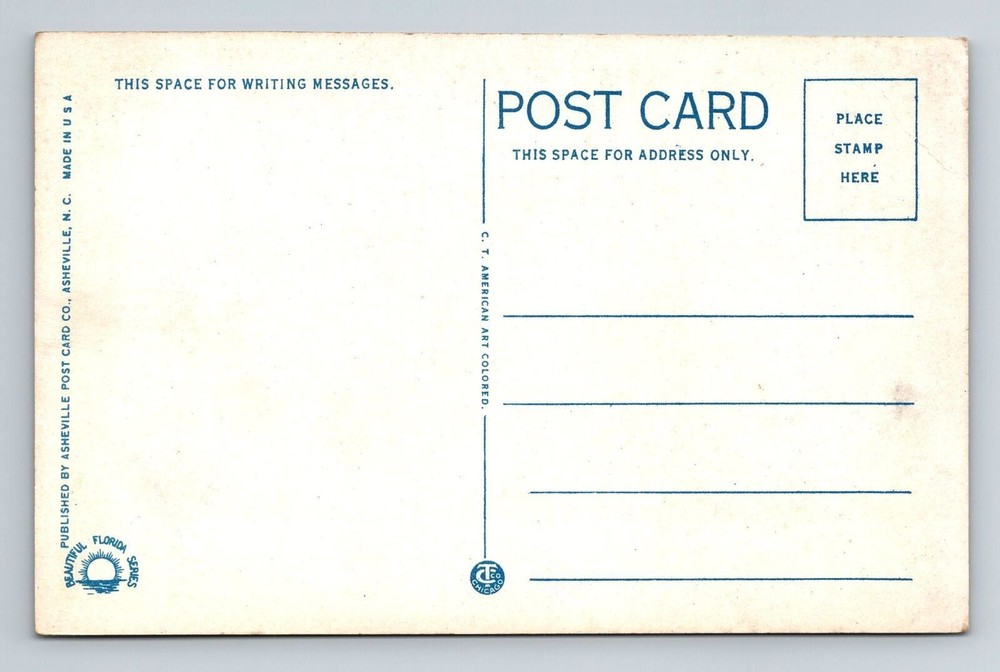 THIS SPACE FOR WRITING MESSAGES.
PUBLISHED BY ASHEVILLE POST CARD CO., ASHEVILLE, N. C. MADE IN U S A
BEAUTIFUL FLORIDA SERIES
C. T. AMERICAN ART COLORED.
CT CO
CHICAGO
POST CARD
THIS SPACE FOR ADDRESS ONLY.
PLACE
STAMP
HERE